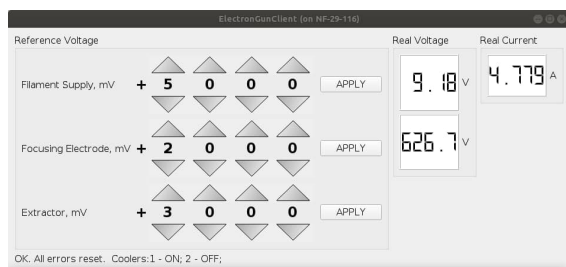 ElectronGunClient (on NF-29-116)
Reference Voltage
Real Voltage
Real Current
Filament Supply, mV + 5 0 0 0 APPLY
9.18 V
4.779 A
Focusing Electrode, mV + 2 0 0 0 APPLY
626.7 V
Extractor, mV + 3 0 0 0 APPLY
OK. All errors reset. Coolers:1 - ON; 2 - OFF;